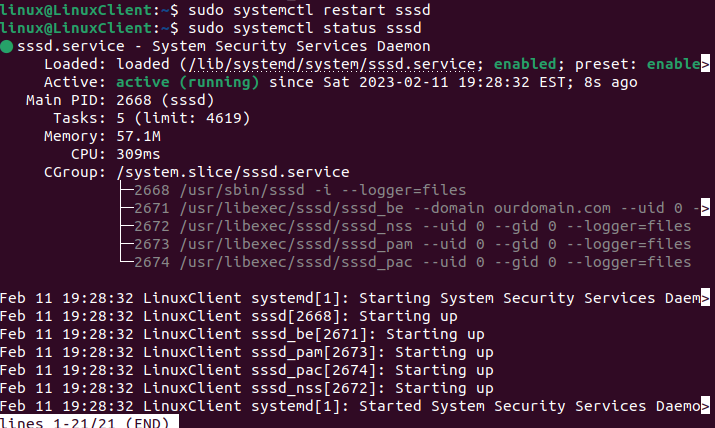 linux@LinuxClient:~$ sudo systemctl restart sssd
linux@LinuxClient:~$ sudo systemctl status sssd
● sssd.service - System Security Services Daemon
     Loaded: loaded (/lib/systemd/system/sssd.service; enabled; preset: enable>
     Active: active (running) since Sat 2023-02-11 19:28:32 EST; 8s ago
   Main PID: 2668 (sssd)
      Tasks: 5 (limit: 4619)
     Memory: 57.1M
        CPU: 309ms
     CGroup: /system.slice/sssd.service
             ├─2668 /usr/sbin/sssd -i --logger=files
             ├─2671 /usr/libexec/sssd/sssd_be --domain ourdomain.com --uid 0 ->
             ├─2672 /usr/libexec/sssd/sssd_nss --uid 0 --gid 0 --logger=files
             ├─2673 /usr/libexec/sssd/sssd_pam --uid 0 --gid 0 --logger=files
             └─2674 /usr/libexec/sssd/sssd_pac --uid 0 --gid 0 --logger=files

Feb 11 19:28:32 LinuxClient systemd[1]: Starting System Security Services Daem>
Feb 11 19:28:32 LinuxClient sssd[2668]: Starting up
Feb 11 19:28:32 LinuxClient sssd_be[2671]: Starting up
Feb 11 19:28:32 LinuxClient sssd_pam[2673]: Starting up
Feb 11 19:28:32 LinuxClient sssd_pac[2674]: Starting up
Feb 11 19:28:32 LinuxClient sssd_nss[2672]: Starting up
Feb 11 19:28:32 LinuxClient systemd[1]: Started System Security Services Daemo>
lines 1-21/21 (END)